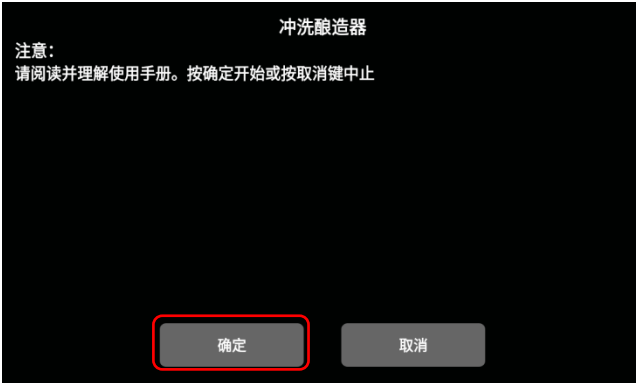 冲洗酿造器
注意：
请阅读并理解使用手册。按确定开始或按取消键中止
确定
取消